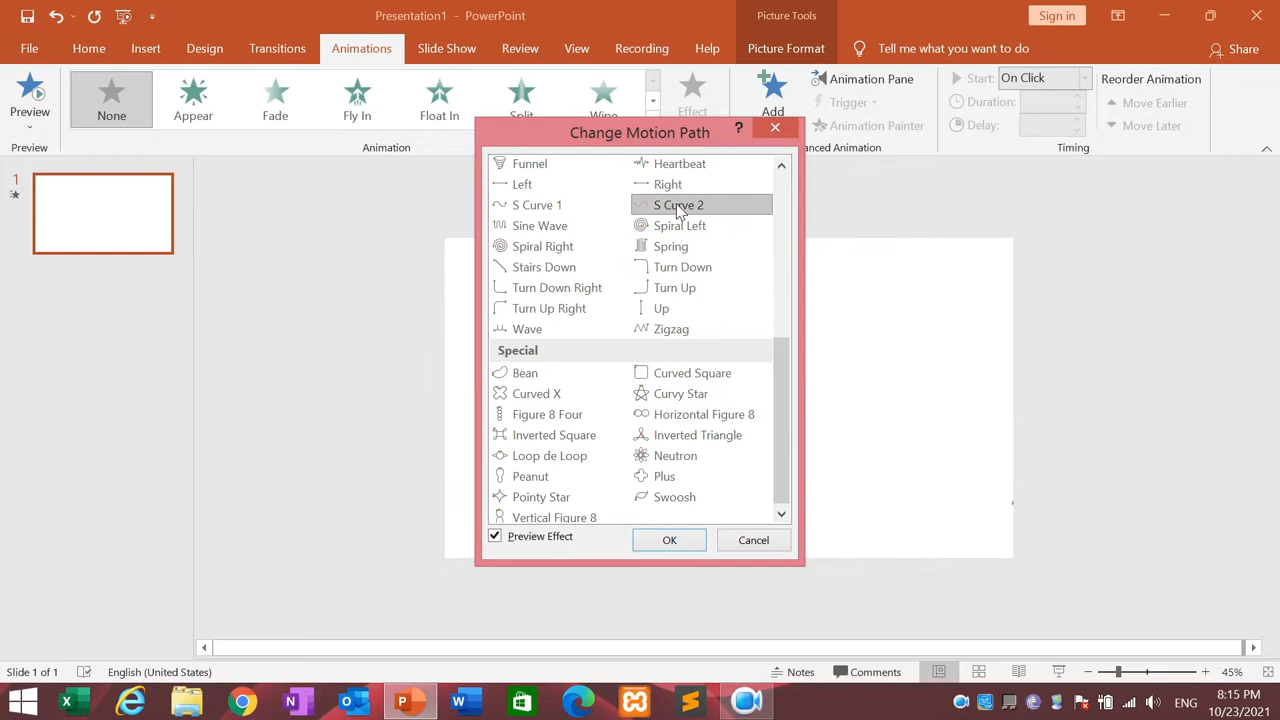 Presentation1 - PowerPoint
Picture Tools
Sign in
File
Home
Insert
Design
Transitions
Animations
Slide Show
Review
View
Recording
Help
Picture Format
Tell me what you want to do
Share
Preview
None
Appear
Fade
Fly In
Float In
Split
Effect
Add
Animation Pane
Trigger
Animation Painter
Start: On Click
Duration:
Delay:
Reorder Animation
Move Earlier
Move Later
Preview
Animation
Timing
Change Motion Path ?
Funnel
Heartbeat
Left
Right
S Curve 1
S Curve 2
Sine Wave
Spiral Left
Spiral Right
Spring
Stairs Down
Turn Down
Turn Down Right
Turn Up
Turn Up Right
Up
Wave
Zigzag
Special
Bean
Curved Square
Curved X
Curvy Star
Figure 8 Four
Horizontal Figure 8
Inverted Square
Inverted Triangle
Loop de Loop
Neutron
Peanut
Plus
Pointy Star
Swoosh
Vertical Figure 8
Preview Effect
OK
Cancel
1
Slide 1 of 1
English (United States)
Notes
Comments
45%
ENG
8:15 PM
10/23/2021